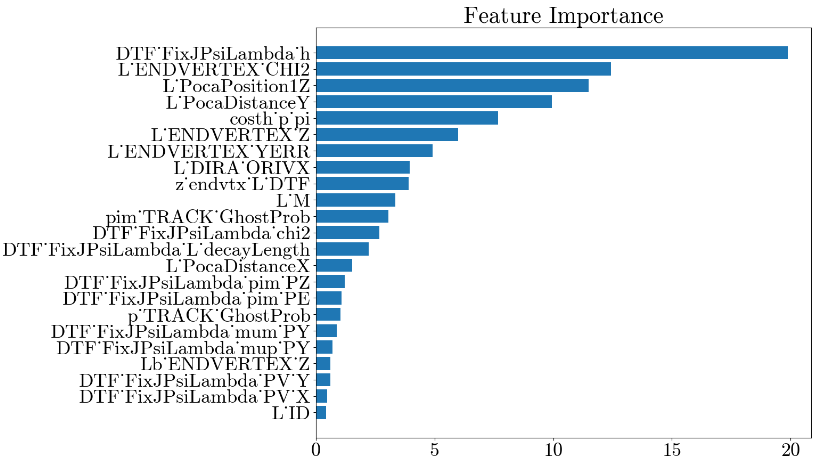 Feature Importance
DTF˙FixJPsiLambda˙h
L˙ENDVERTEX˙CHI2
L˙PocaPosition1Z
L˙PocaDistanceY
costh˙p˙pi
L˙ENDVERTEX˙Z
L˙ENDVERTEX˙YERR
L˙DIRA˙ORIVX
z˙endvtx˙L˙DTF
L˙M
pim˙TRACK˙GhostProb
DTF˙FixJPsiLambda˙chi2
DTF˙FixJPsiLambda˙L˙decayLength
L˙PocaDistanceX
DTF˙FixJPsiLambda˙pim˙PZ
DTF˙FixJPsiLambda˙pim˙PE
p˙TRACK˙GhostProb
DTF˙FixJPsiLambda˙mum˙PY
DTF˙FixJPsiLambda˙mup˙PY
Lb˙ENDVERTEX˙Z
DTF˙FixJPsiLambda˙PV˙Y
DTF˙FixJPsiLambda˙PV˙X
L˙ID
0 5 10 15 20